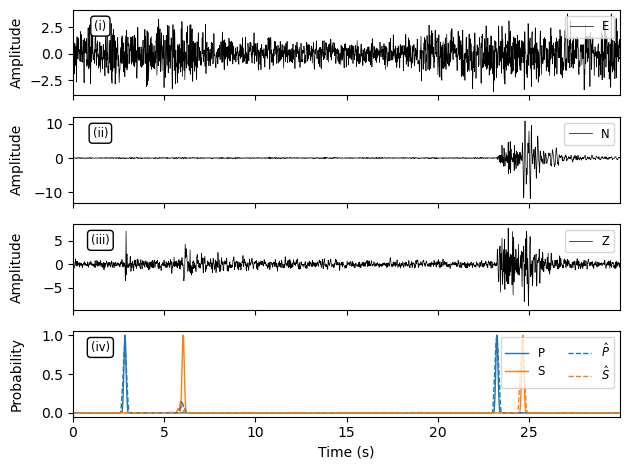 Amplitude
2.5
0.0
−2.5
(i)
E
Amplitude
10
0
−10
(ii)
N
Amplitude
5
0
−5
(iii)
Z
Probability
1.0
0.5
0.0
(iv)
P P̂
S Ŝ
0 5 10 15 20 25
Time (s)